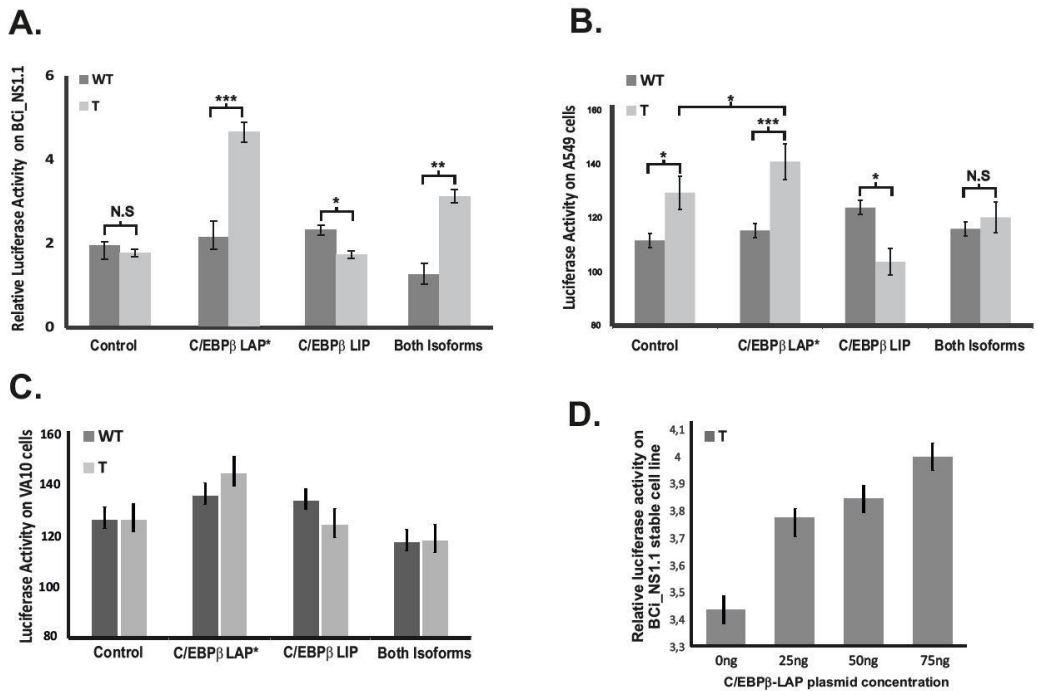 A.
Relative Luciferase Activity on BCi_NS1.1
6
4
2
0
WT
T
N.S
***
*
**
Control
C/EBPβ LAP*
C/EBPβ LIP
Both Isoforms
B.
Luciferase Activity on A549 cells
160
140
120
100
80
WT
T
*
*
***
*
N.S
Control
C/EBPβ LAP*
C/EBPβ LIP
Both Isoforms
C.
Luciferase Activity on VA10 cells
160
140
120
100
80
WT
T
Control
C/EBPβ LAP*
C/EBPβ LIP
Both Isoforms
D.
Relative luciferase activity on
BCi_NS1.1 stable cell line
4,1
4
3,9
3,8
3,7
3,6
3,5
3,4
3,3
T
0ng
25ng
50ng
75ng
C/EBPβ-LAP plasmid concentration